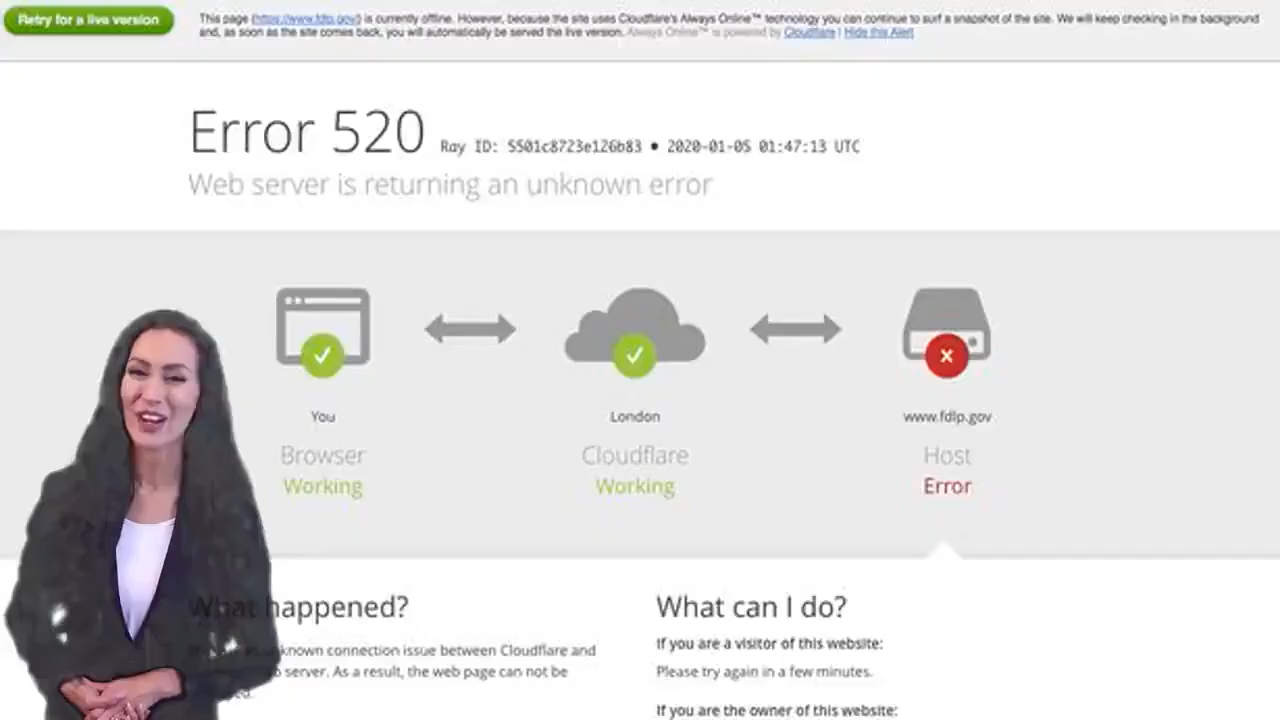 Retry for a live version
This page (https://www.fdlp.gov/) is currently offline. However, because the site uses Cloudflare's Always Online™ technology you can continue to surf a snapshot of the site. We will keep checking in the background
and, as soon as the site comes back, you will automatically be served the live version. Always Online™ is powered by Cloudflare | Hide this Alert
Error 520 Ray ID: 5501c8723e126b83 • 2020-01-05 01:47:13 UTC
Web server is returning an unknown error
You
Browser
Working
London
Cloudflare
Working
www.fdlp.gov
Host
Error
What happened?
unknown connection issue between Cloudflare and
server. As a result, the web page can not be
What can I do?
If you are a visitor of this website:
Please try again in a few minutes.
If you are the owner of this website: